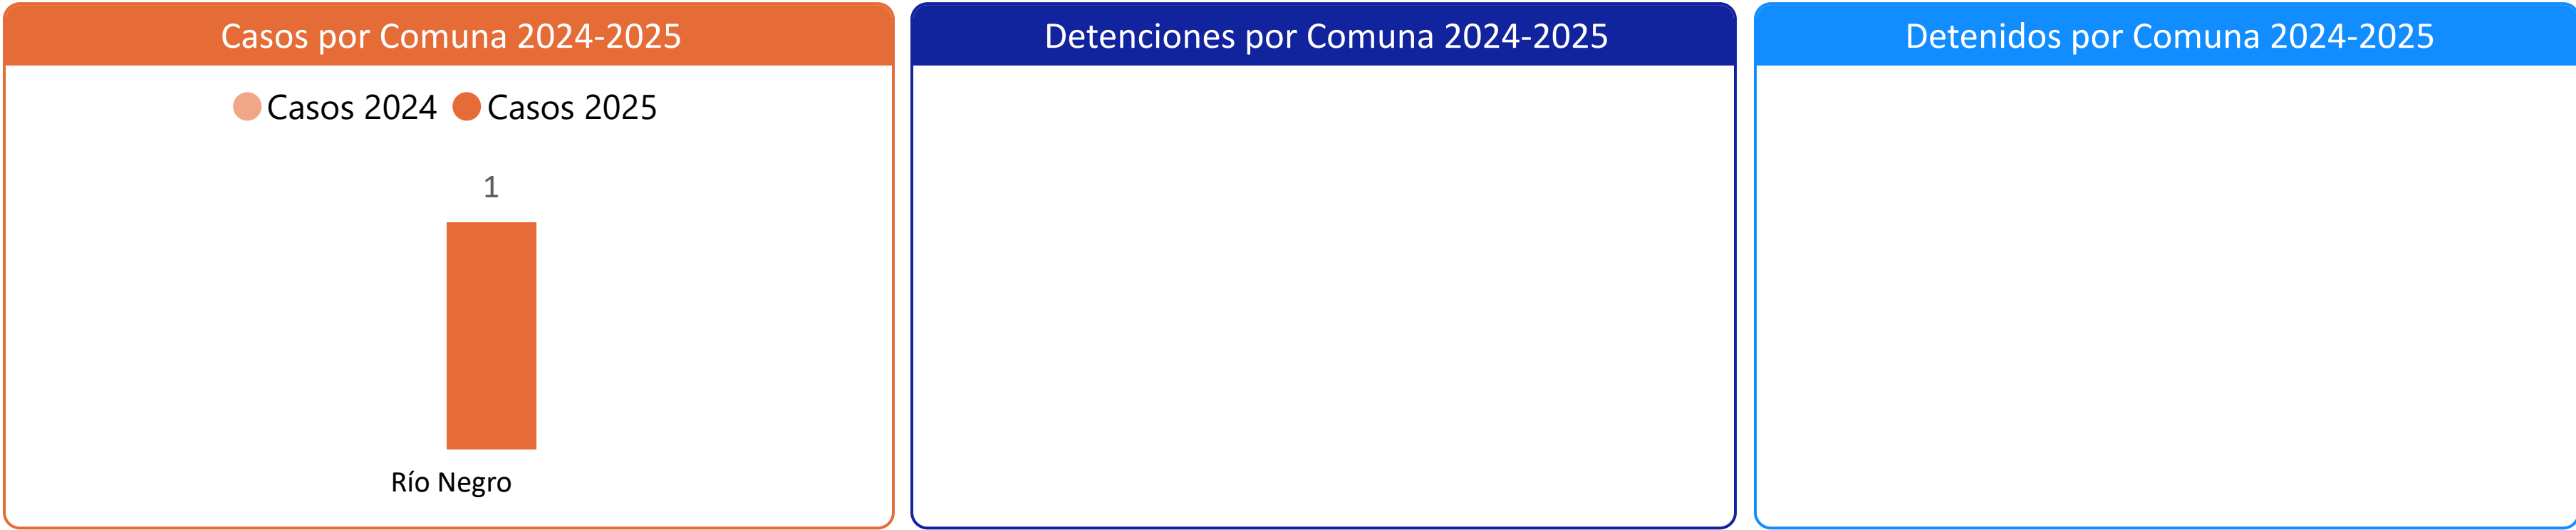 Casos por Comuna 2024-2025
Casos 2024 Casos 2025
1
Río Negro
Detenciones por Comuna 2024-2025
Detenidos por Comuna 2024-2025